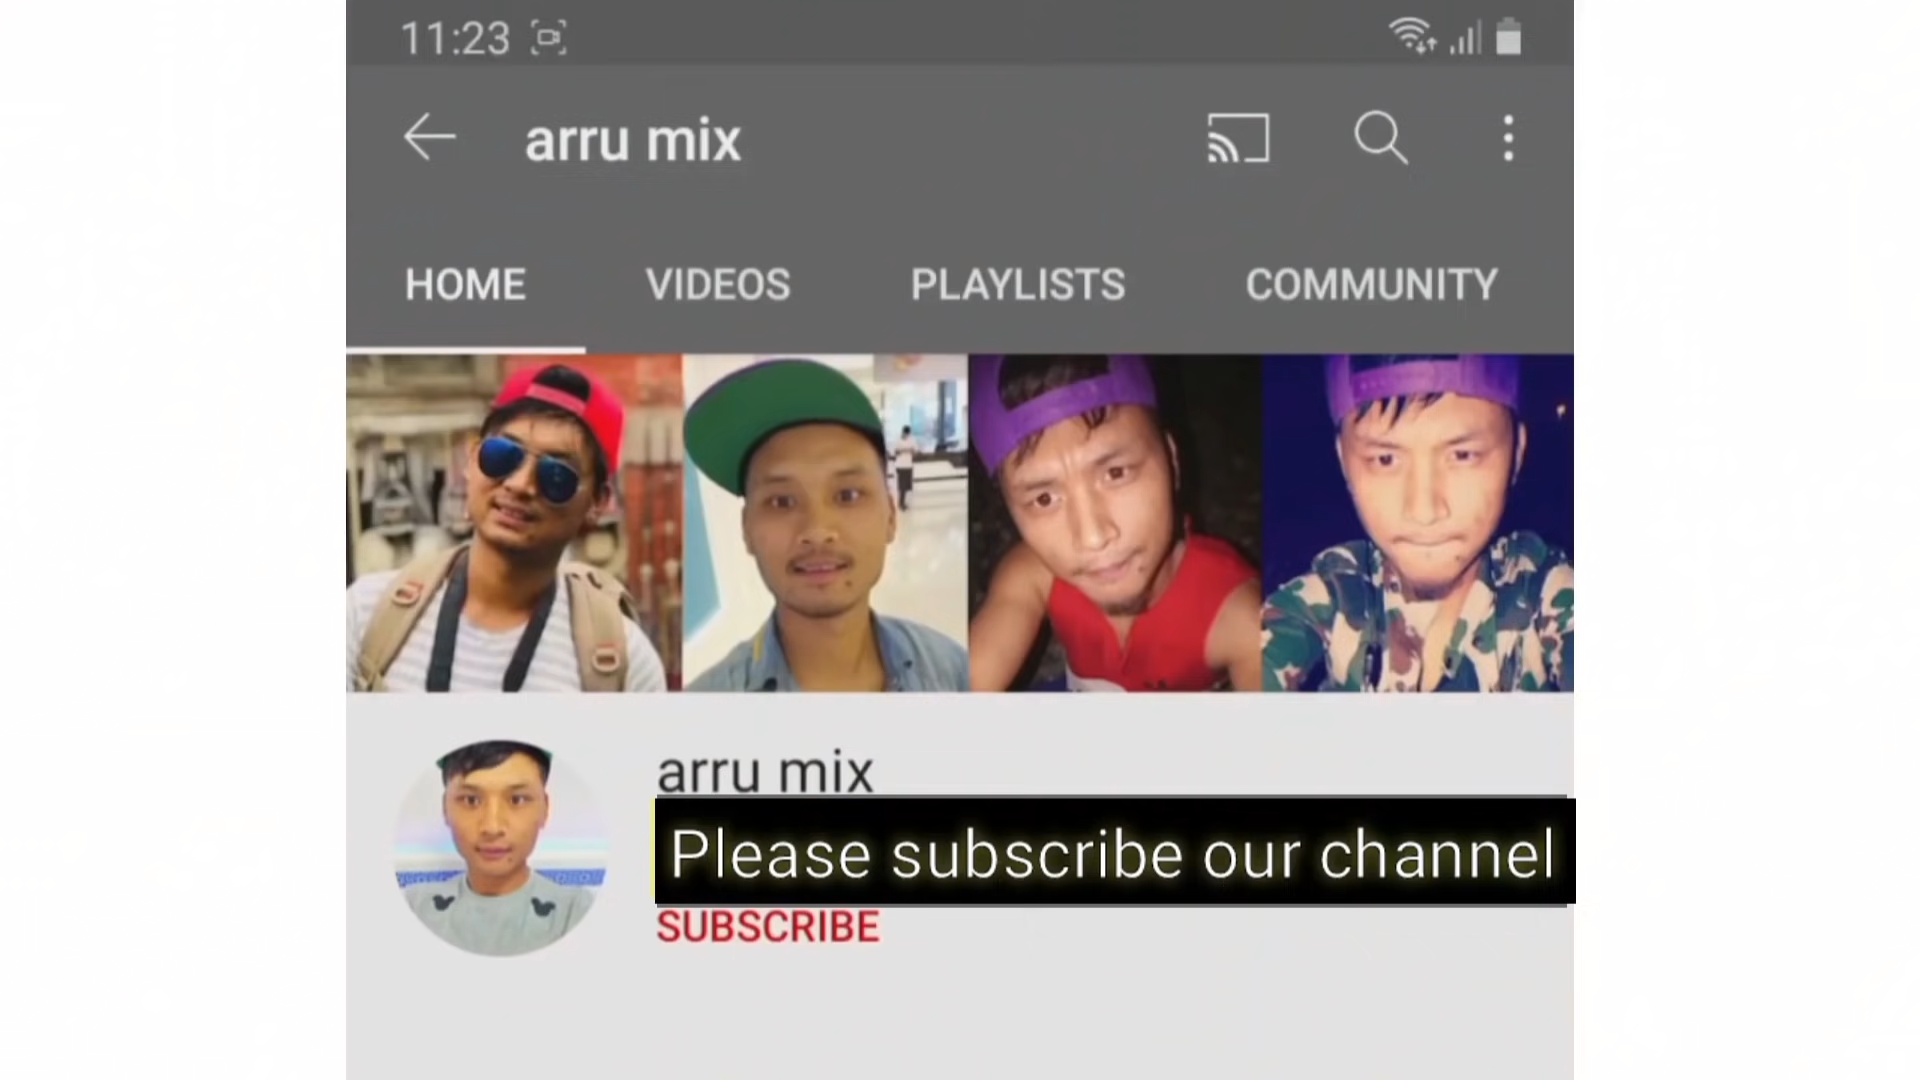 11:23
arru mix
HOME VIDEOS PLAYLISTS COMMUNITY
arru mix
Please subscribe our channel
SUBSCRIBE